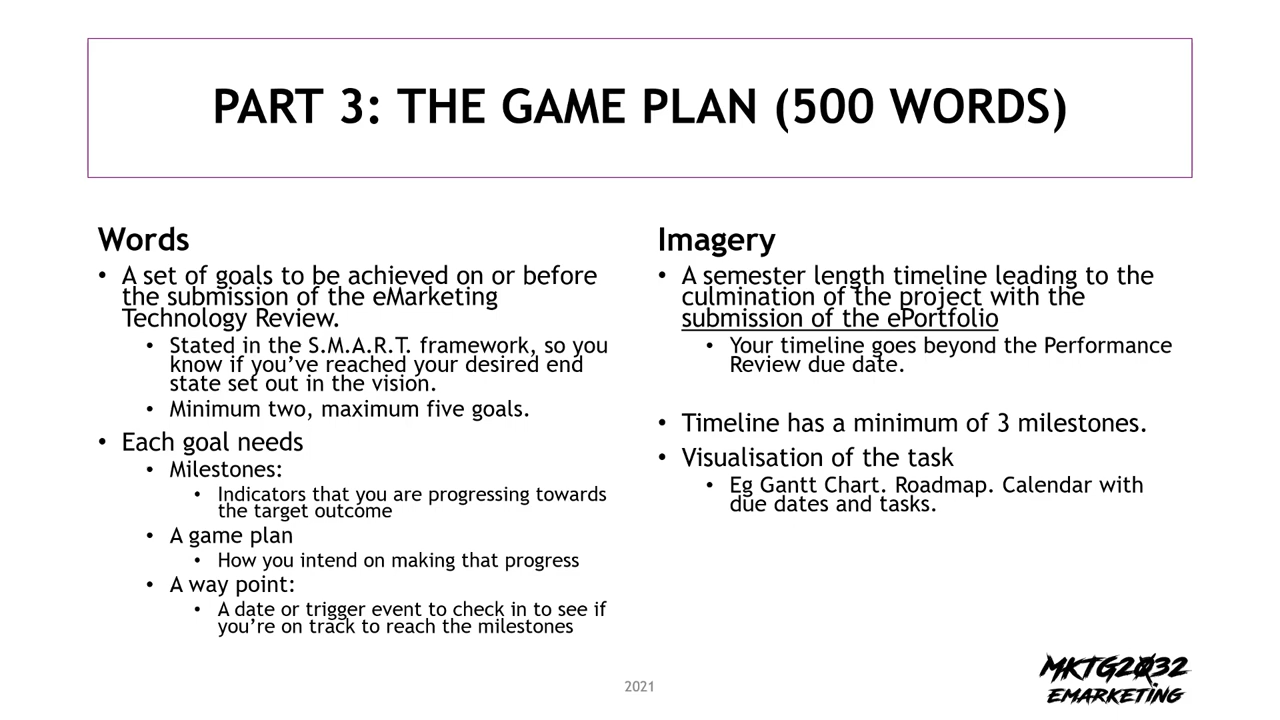 PART 3: THE GAME PLAN (500 WORDS)
Words
• A set of goals to be achieved on or before
the submission of the eMarketing
Technology Review.
• Stated in the S.M.A.R.T. framework, so you
know if you’ve reached your desired end
state set out in the vision.
• Minimum two, maximum five goals.
• Each goal needs
• Milestones:
• Indicators that you are progressing towards
the target outcome
• A game plan
• How you intend on making that progress
• A way point:
• A date or trigger event to check in to see if
you’re on track to reach the milestones
Imagery
• A semester length timeline leading to the
culmination of the project with the
submission of the ePortfolio
• Your timeline goes beyond the Performance
Review due date.
• Timeline has a minimum of 3 milestones.
• Visualisation of the task
• Eg Gantt Chart. Roadmap. Calendar with
due dates and tasks.
2021
MKTG2032
EMARKETING